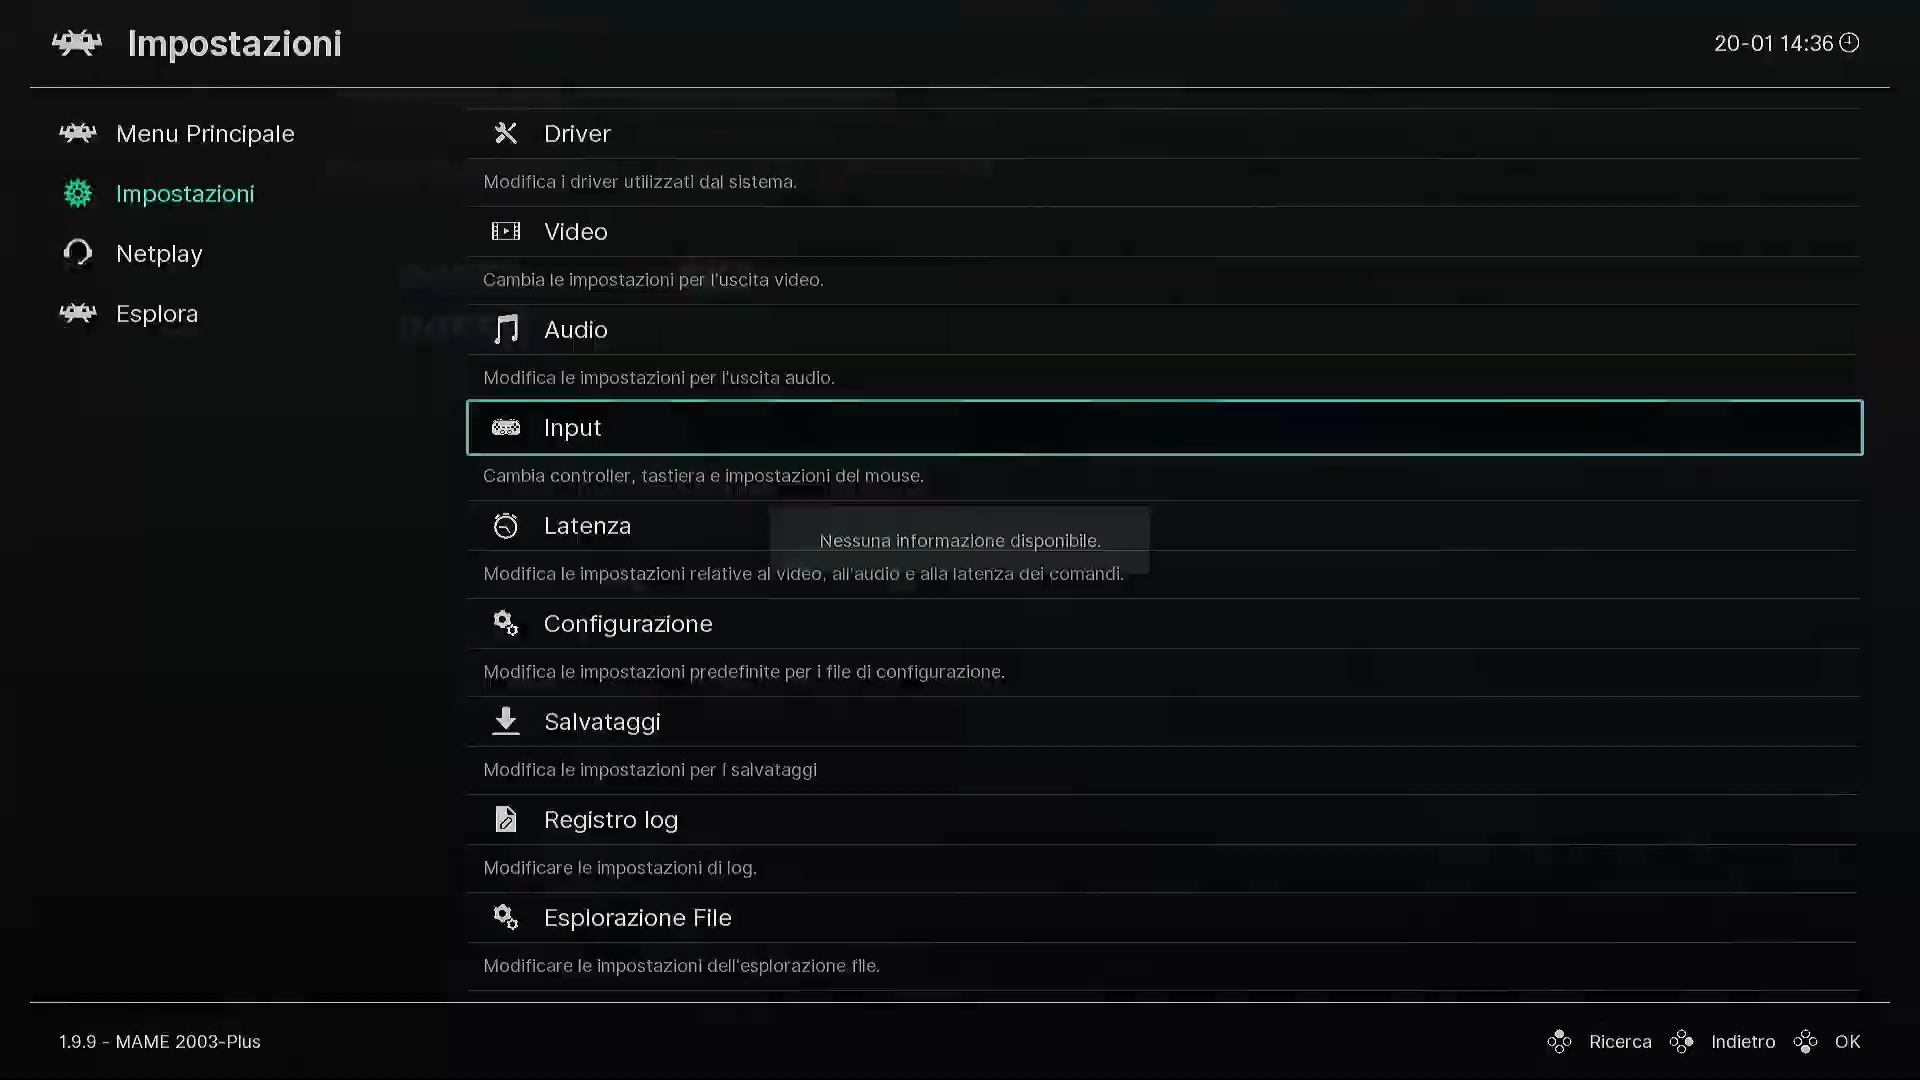 Impostazioni
20-01 14:36
Menu Principale
Impostazioni
Netplay
Esplora
Driver
Modifica i driver utilizzati dal sistema.
Video
Cambia le impostazioni per l'uscita video.
Audio
Modifica le impostazioni per l'uscita audio.
Input
Cambia controller, tastiera e impostazioni del mouse.
Latenza
Nessuna informazione disponibile.
Modifica le impostazioni relative al video, all'audio e alla latenza dei comandi.
Configurazione
Modifica le impostazioni predefinite per i file di configurazione.
Salvataggi
Modifica le impostazioni per i salvataggi
Registro log
Modificare le impostazioni di log.
Esplorazione File
Modificare le impostazioni dell'esplorazione file.
1.9.9 - MAME 2003-Plus
Ricerca Indietro OK